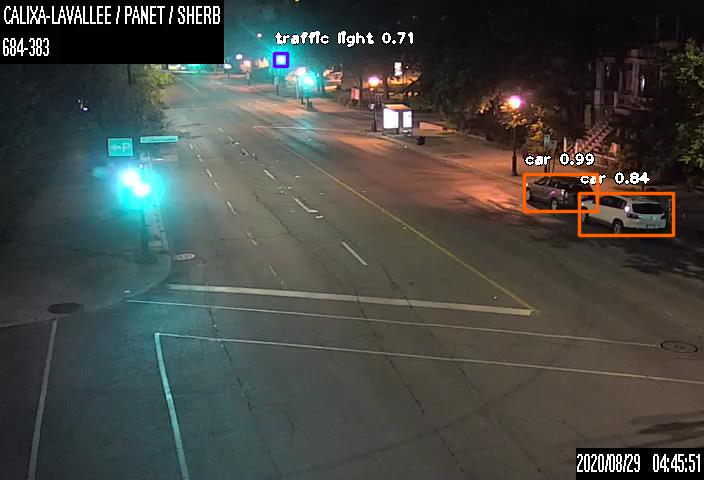 CALIXA-LAVALLEE / PANET / SHERB
684-383
traffic light 0.71
car 0.99
car 0.84
P
2020/08/29 04:45:51